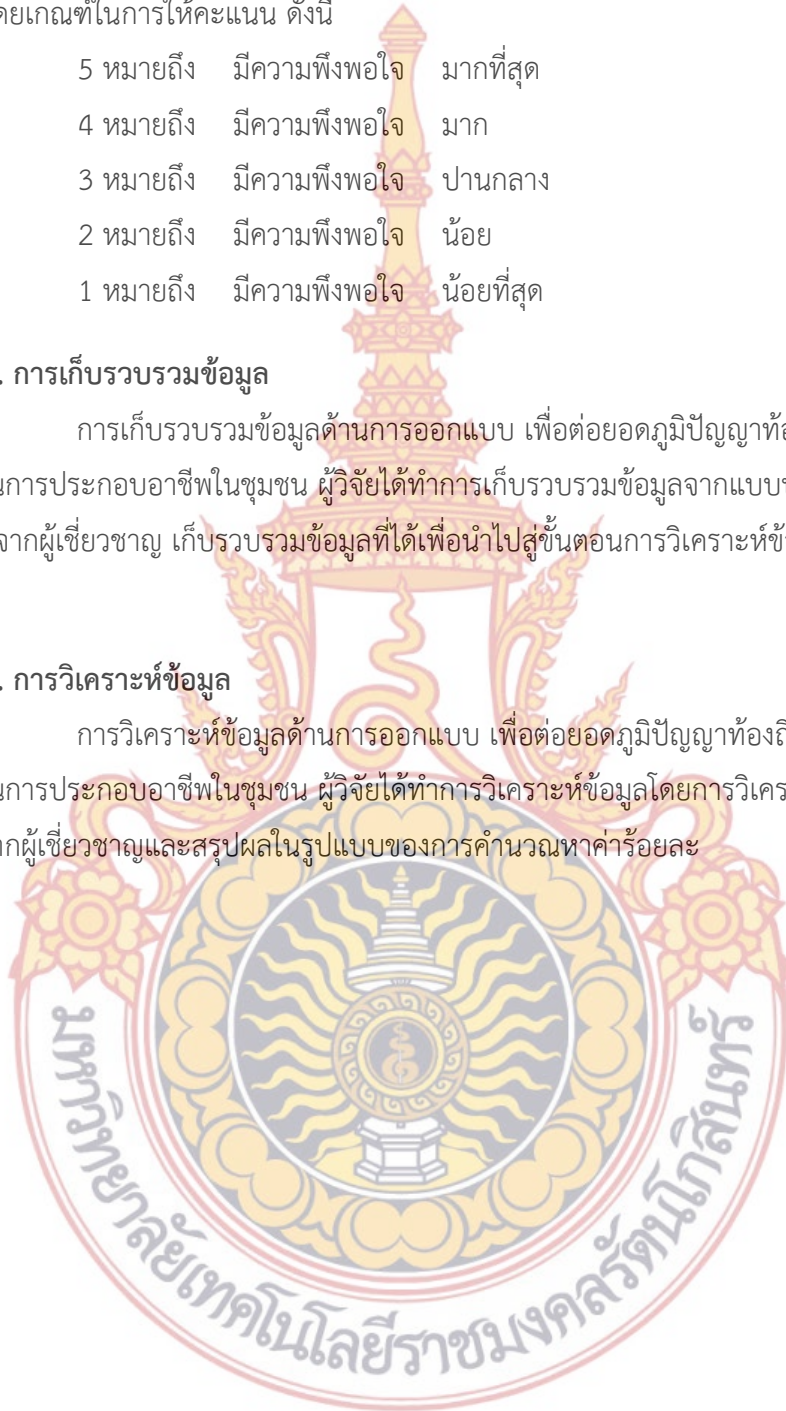 ดยเกณฑ์ในการให้คะแนน ดังนี้
5 หมายถึง มีความพึงพอใจ มากที่สุด
4 หมายถึง มีความพึงพอใจ มาก
3 หมายถึง มีความพึงพอใจ ปานกลาง
2 หมายถึง มีความพึงพอใจ น้อย
1 หมายถึง มีความพึงพอใจ น้อยที่สุด
. การเก็บรวบรวมข้อมูล
การเก็บรวบรวมข้อมูลด้านการออกแบบ เพื่อต่อยอดภูมิปัญญาท้อ
นการประกอบอาชีพในชุมชน ผู้วิจัยได้ทำการเก็บรวบรวมข้อมูลจากแบบ
จากผู้เชี่ยวชาญ เก็บรวบรวมข้อมูลที่ได้เพื่อนำไปสู่ขั้นตอนการวิเคราะห์ข้
. การวิเคราะห์ข้อมูล
การวิเคราะห์ข้อมูลด้านการออกแบบ เพื่อต่อยอดภูมิปัญญาท้องถิ
นการประกอบอาชีพในชุมชน ผู้วิจัยได้ทำการวิเคราะห์ข้อมูลโดยการวิเคร
ากผู้เชี่ยวชาญและสรุปผลในรูปแบบของการคำนวณหาค่าร้อยละ
มหาวิทยาลัยเทคโนโลยีราชมงคลรัตนโกสินทร์